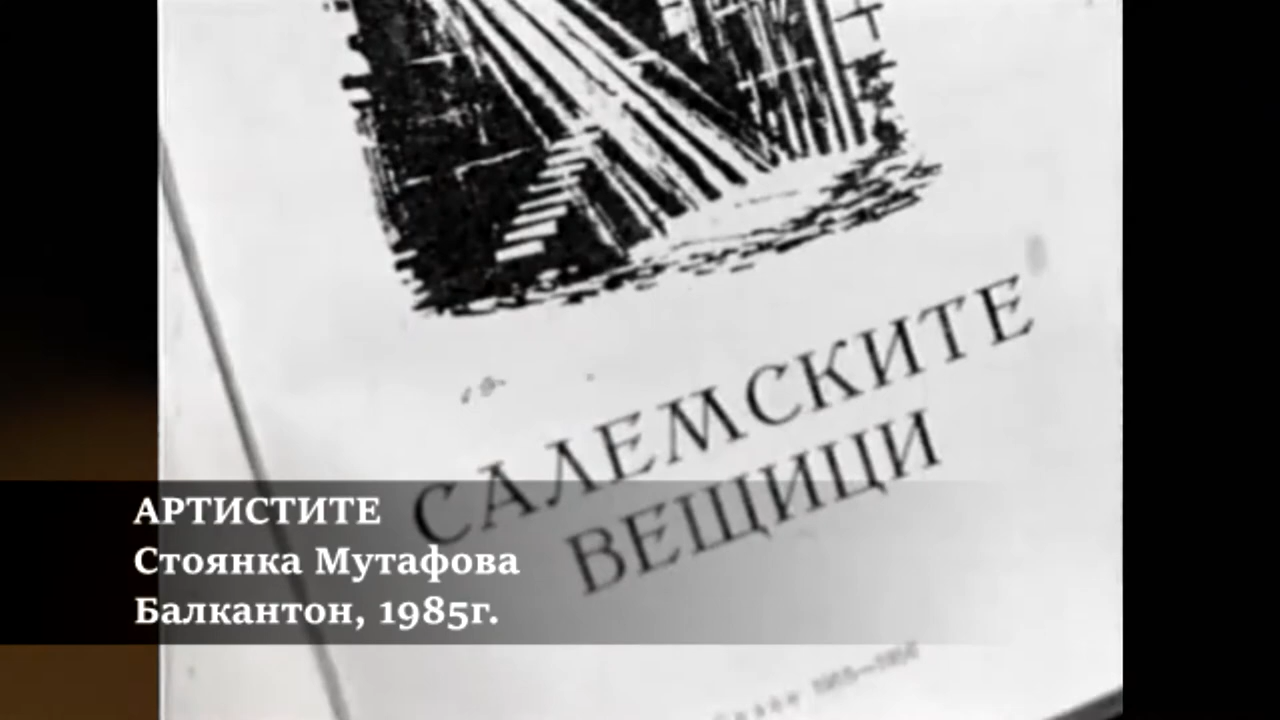 САЛЕМСКИТЕ
ВЕЩИЦИ
АРТИСТИТЕ
Стоянка Мутафова
Балкантон, 1985г.